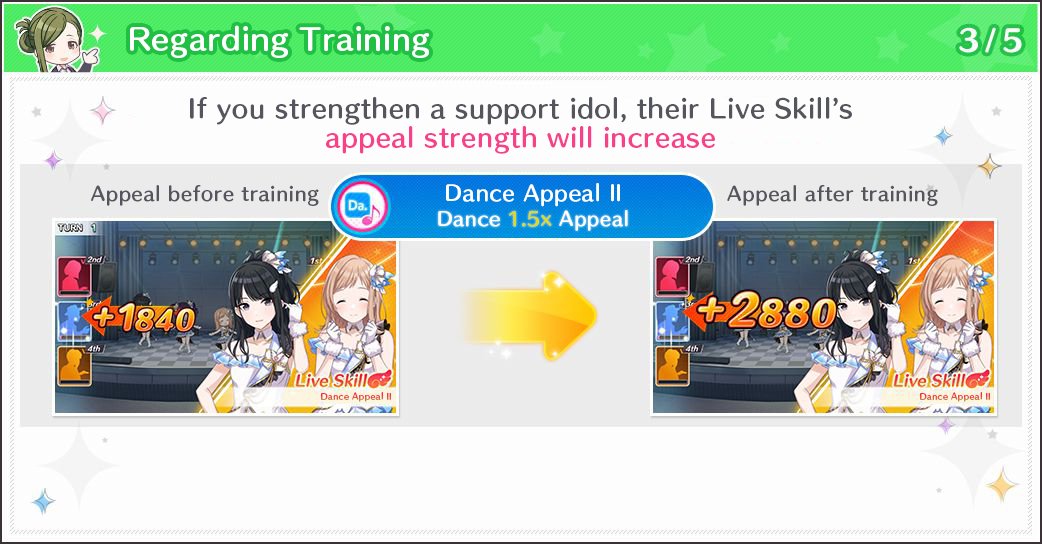 Regarding Training
3/5
If you strengthen a support idol, their Live Skill's
appeal strength will increase
Appeal before training
Da.
Dance Appeal II
Dance 1.5x Appeal
Appeal after training
TURN 1
2nd
1st
3rd
+1840
4th
Live Skill
Dance Appeal II
2nd
1st
+2880
4th
Live Skill
Dance Appeal II